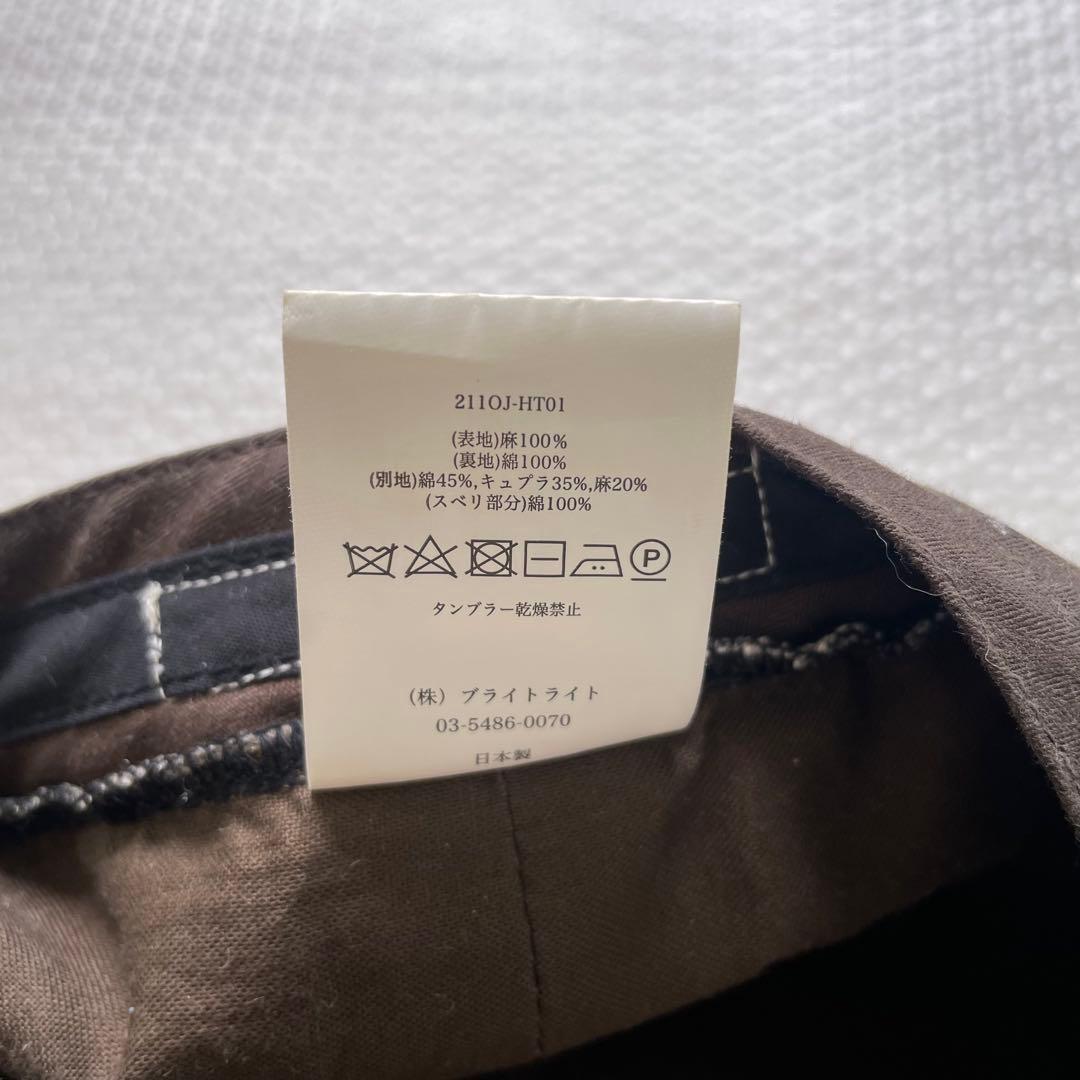 211OJ-HT01
(表地)麻100%
(裏地)綿100%
(別地)綿45%,キュプラ35%,麻20%
(スベリ部分)綿100%
P
タンブラー乾燥禁止
(株) ブライトライト
03-5486-0070
日本製